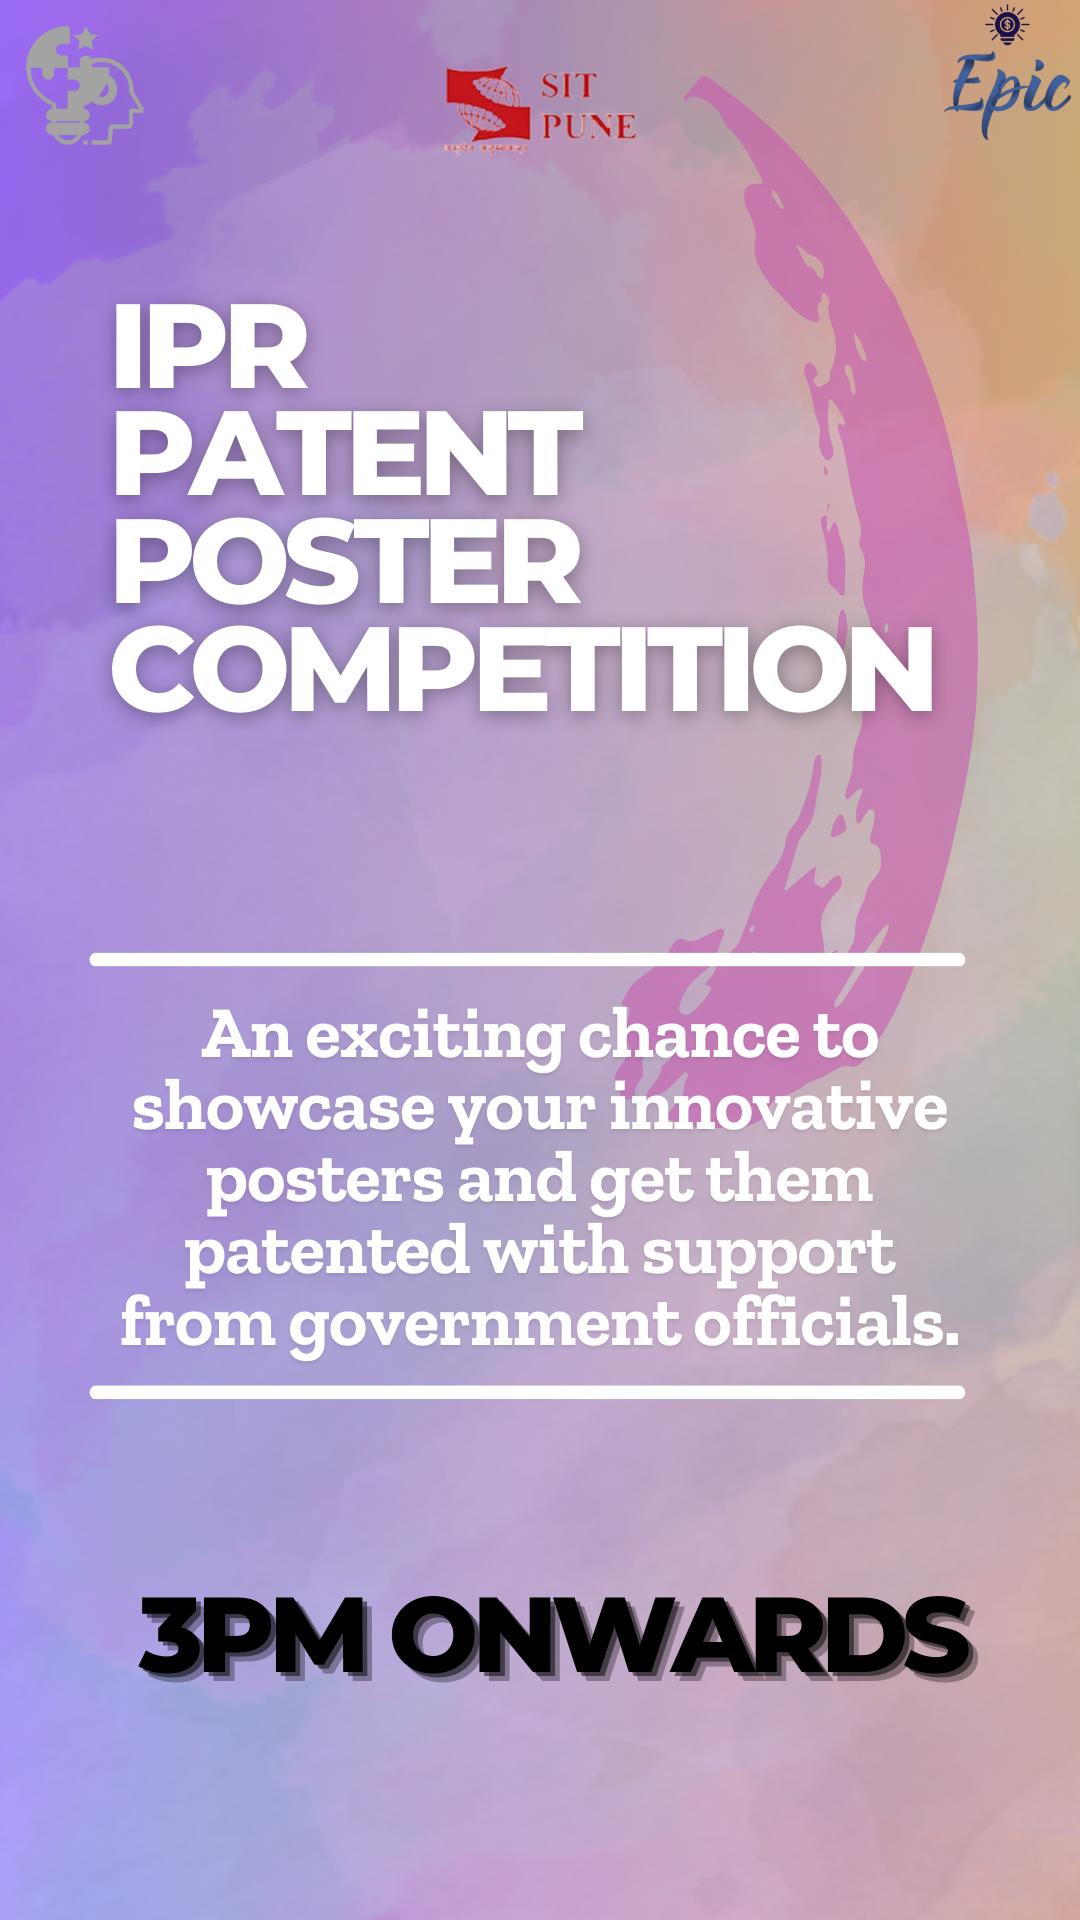 SIT
PUNE
Epic
IPR
PATENT
POSTER
COMPETITION
An exciting chance to
showcase your innovative
posters and get them
patented with support
from government officials.
3PM ONWARDS